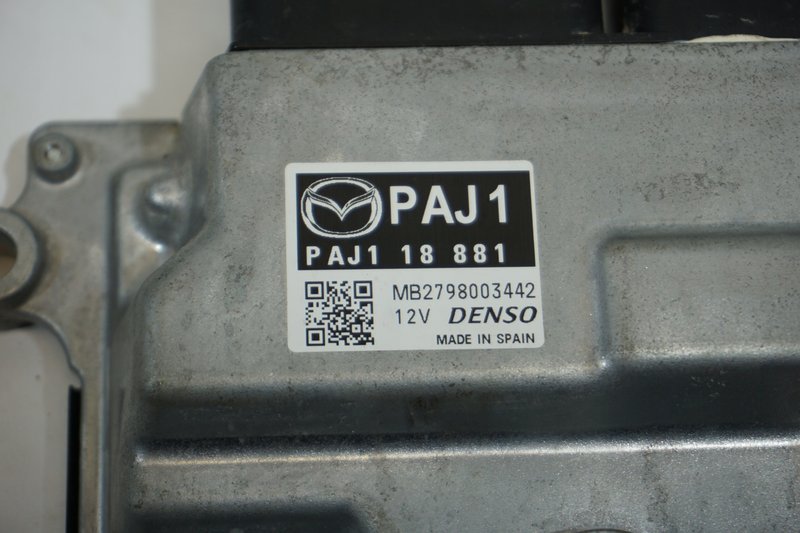 PAJ1
PAJ1 18 881
MB2798003442
12V DENSO
MADE IN SPAIN